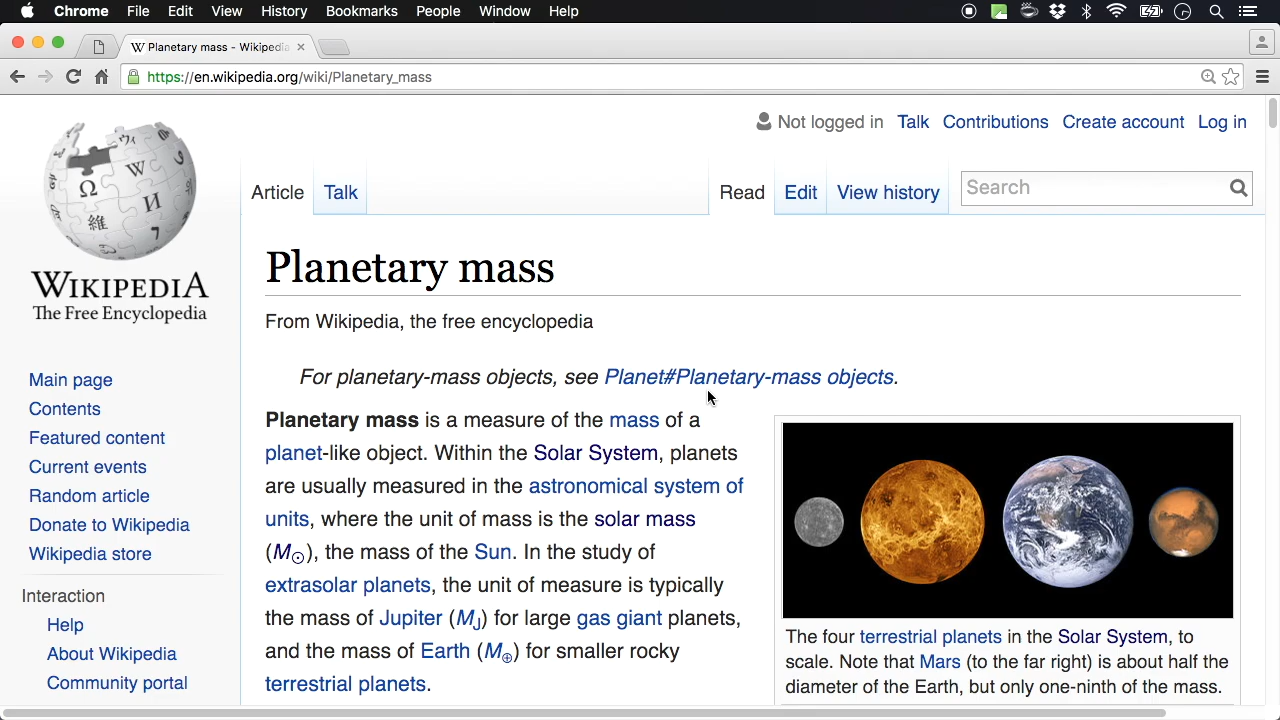 Chrome File Edit View History Bookmarks People Window Help
Planetary mass - Wikipedia
https://en.wikipedia.org/wiki/Planetary_mass
Not logged in Talk Contributions Create account Log in
Article Talk Read Edit View history Search
WIKIPEDIA
The Free Encyclopedia
Main page
Contents
Featured content
Current events
Random article
Donate to Wikipedia
Wikipedia store
Interaction
Help
About Wikipedia
Community portal
Planetary mass
From Wikipedia, the free encyclopedia
For planetary-mass objects, see Planet#Planetary-mass objects.
Planetary mass is a measure of the mass of a
planet-like object. Within the Solar System, planets
are usually measured in the astronomical system of
units, where the unit of mass is the solar mass
(M☉), the mass of the Sun. In the study of
extrasolar planets, the unit of measure is typically
the mass of Jupiter (MJ) for large gas giant planets,
and the mass of Earth (M⊕) for smaller rocky
terrestrial planets.
The four terrestrial planets in the Solar System, to
scale. Note that Mars (to the far right) is about half the
diameter of the Earth, but only one-ninth of the mass.